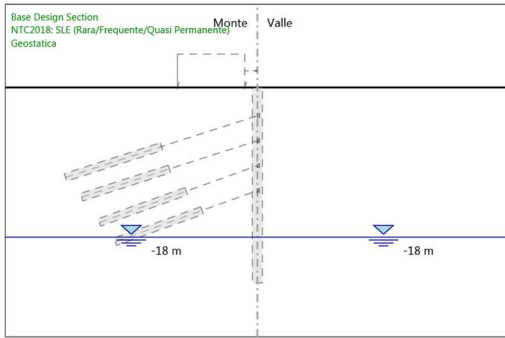 Base Design Section
NTC2018: SLE (Rara/Frequente/Quasi Permanente)
Geostatica
Monte
Valle
-18 m
-18 m